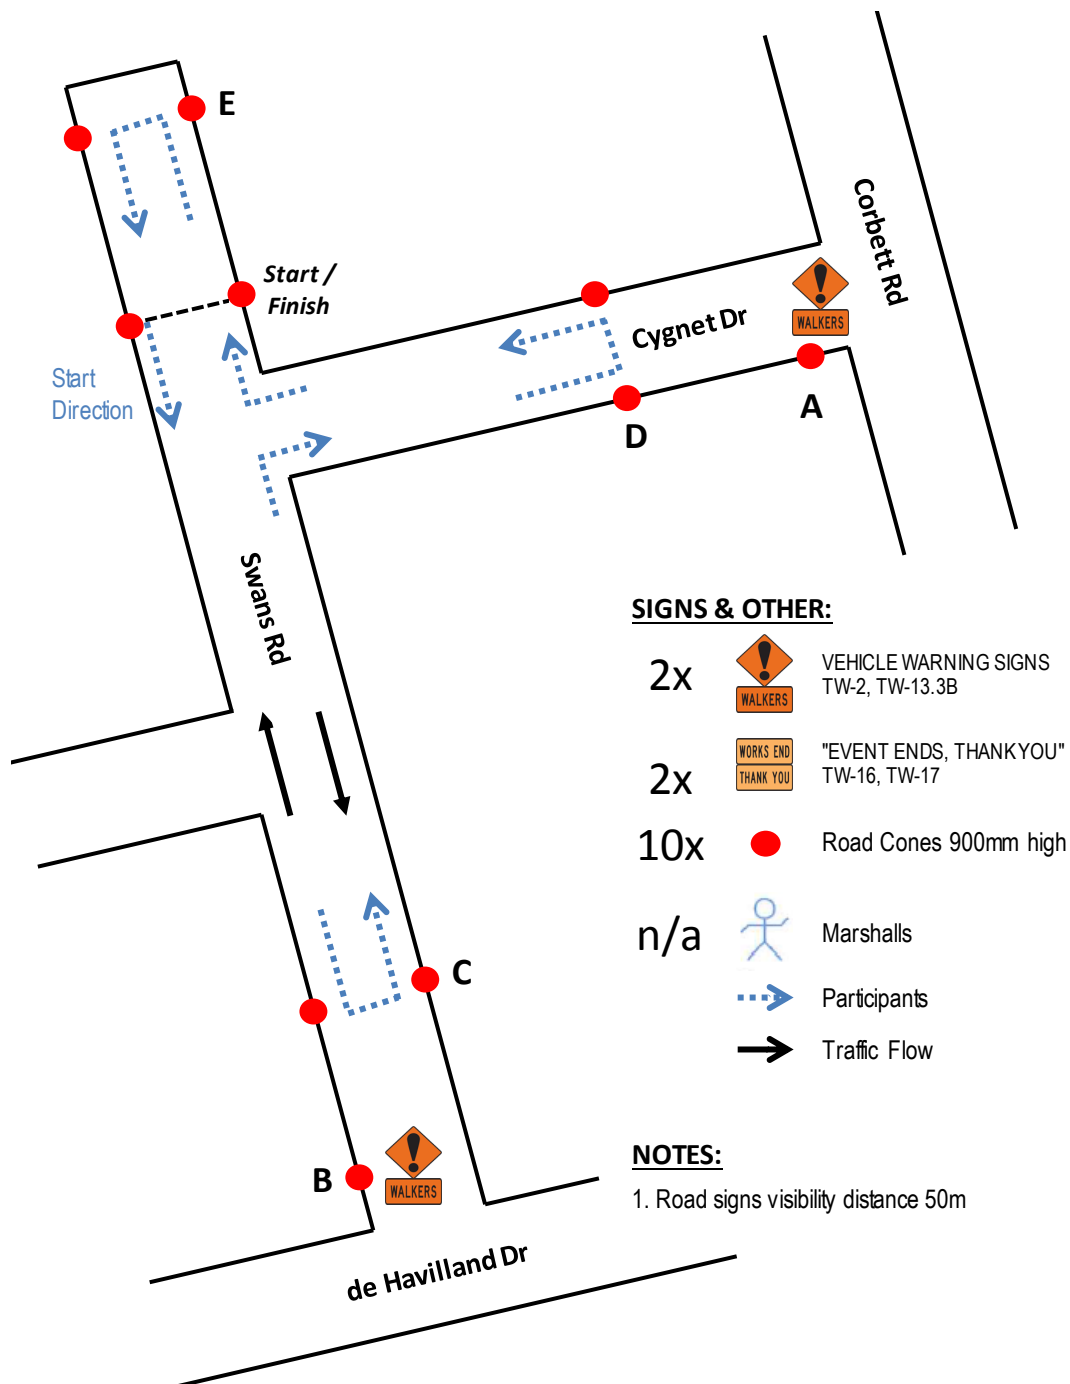 E
Start /
Finish
Corbett Rd
WALKERS
Cygnet Dr
Start
Direction
A
D
Swans Rd
SIGNS & OTHER:
2x
WALKERS
VEHICLE WARNING SIGNS
TW-2, TW-13.3B
2x
WORKS END
THANK YOU
"EVENT ENDS, THANK YOU"
TW-16, TW-17
10x
Road Cones 900mm high
n/a
Marshalls
Participants
Traffic Flow
C
B
WALKERS
NOTES:
1. Road signs visibility distance 50m
de Havilland Dr